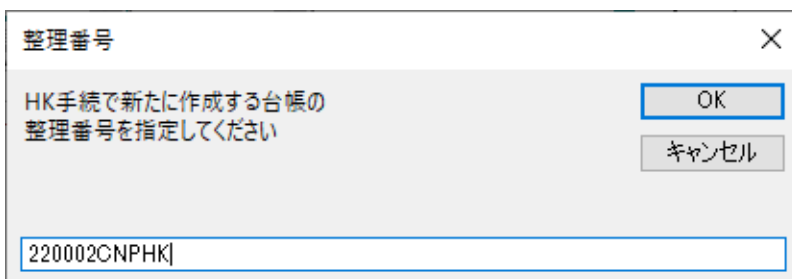 整理番号
HK手続で新たに作成する台帳の
整理番号を指定してください
OK
キャンセル
220002CNPHK